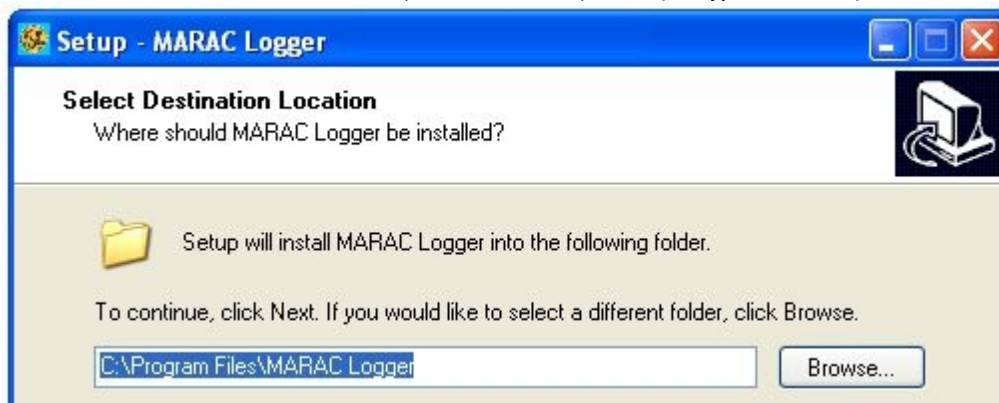 Setup - MARAC Logger
Select Destination Location
Where should MARAC Logger be installed?
Setup will install MARAC Logger into the following folder.
To continue, click Next. If you would like to select a different folder, click Browse.
C:\Program Files\MARAC Logger
Browse...